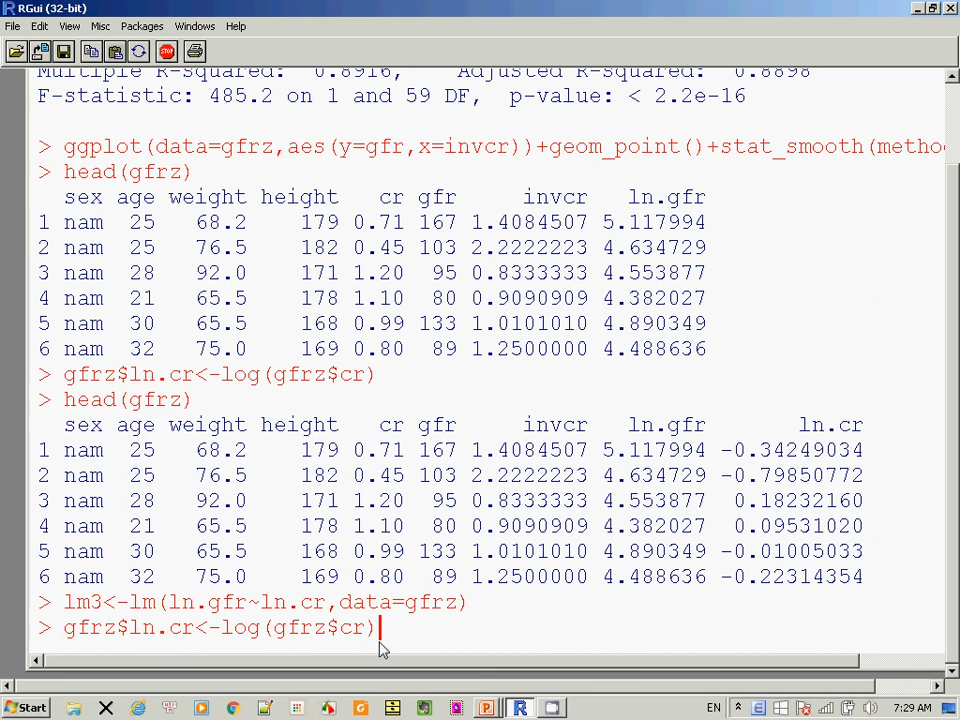 RGui (32-bit)
File Edit View Misc Packages Windows Help
STOP
Multiple R-squared:  0.8916,    Adjusted R-squared:  0.8898
F-statistic: 485.2 on 1 and 59 DF,  p-value: < 2.2e-16
> ggplot(data=gfrz,aes(y=gfr,x=invcr))+geom_point()+stat_smooth(metho
> head(gfrz)
sex age weight height cr gfr invcr ln.gfr
1 nam 25 68.2 179 0.71 167 1.4084507 5.117994
2 nam 25 76.5 182 0.45 103 2.2222223 4.634729
3 nam 28 92.0 171 1.20 95 0.8333333 4.553877
4 nam 21 65.5 178 1.10 80 0.9090909 4.382027
5 nam 30 65.5 168 0.99 133 1.0101010 4.890349
6 nam 32 75.0 169 0.80 89 1.2500000 4.488636
> gfrz$ln.cr<-log(gfrz$cr)
> head(gfrz)
sex age weight height cr gfr invcr ln.gfr ln.cr
1 nam 25 68.2 179 0.71 167 1.4084507 5.117994 -0.34249034
2 nam 25 76.5 182 0.45 103 2.2222223 4.634729 -0.79850772
3 nam 28 92.0 171 1.20 95 0.8333333 4.553877 0.18232160
4 nam 21 65.5 178 1.10 80 0.9090909 4.382027 0.09531020
5 nam 30 65.5 168 0.99 133 1.0101010 4.890349 -0.01005033
6 nam 32 75.0 169 0.80 89 1.2500000 4.488636 -0.22314354
> lm3<-lm(ln.gfr~ln.cr,data=gfrz)
> gfrz$ln.cr<-log(gfrz$cr)
Start EN 7:29 AM